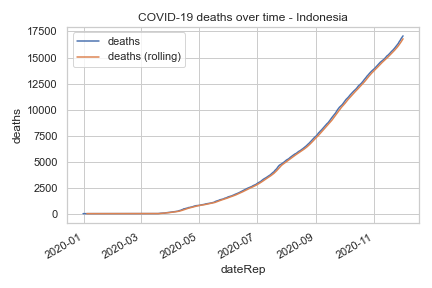 COVID-19 deaths over time - Indonesia
deaths
deaths (rolling)
17500
15000
12500
10000
7500
5000
2500
0
deaths
2020-01
2020-03
2020-05
2020-07
2020-09
2020-11
dateRep